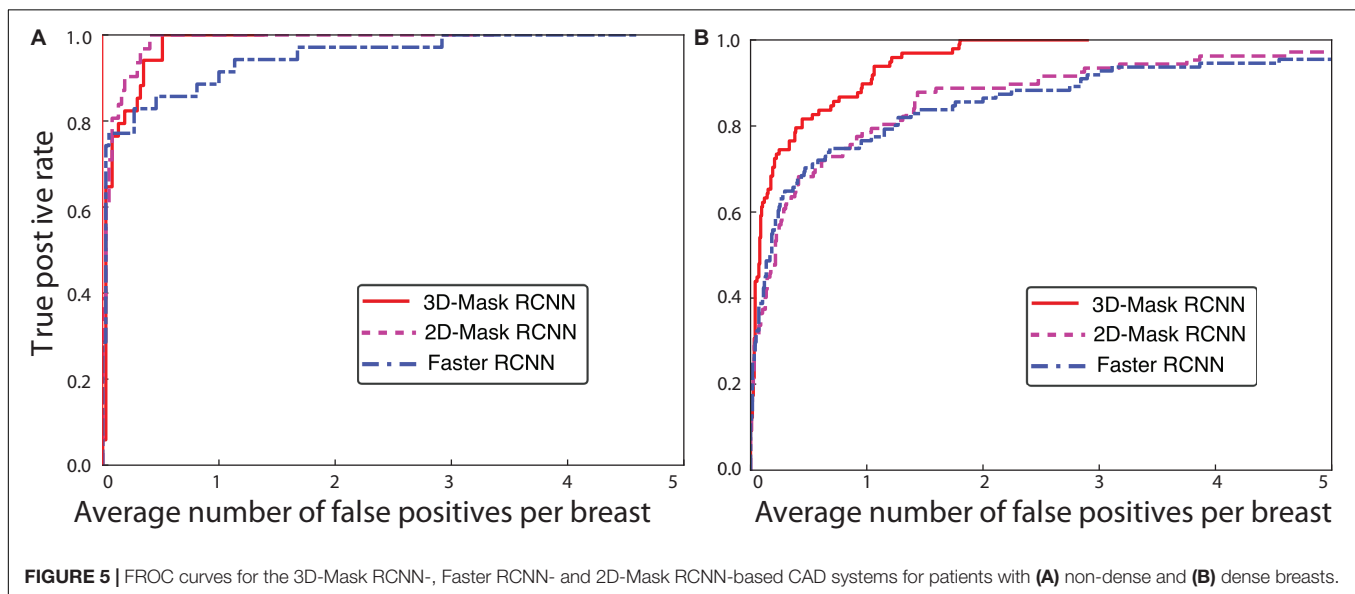 A
B
True postive rate
1.0
0.8
0.6
0.4
0.2
0.0
0 1 2 3 4 5
Average number of false positives per breast
3D-Mask RCNN
2D-Mask RCNN
Faster RCNN
1.0
0.8
0.6
0.4
0.2
0.0
0 1 2 3 4 5
Average number of false positives per breast
3D-Mask RCNN
2D-Mask RCNN
Faster RCNN
FIGURE 5 | FROC curves for the 3D-Mask RCNN-, Faster RCNN- and 2D-Mask RCNN-based CAD systems for patients with (A) non-dense and (B) dense breasts.